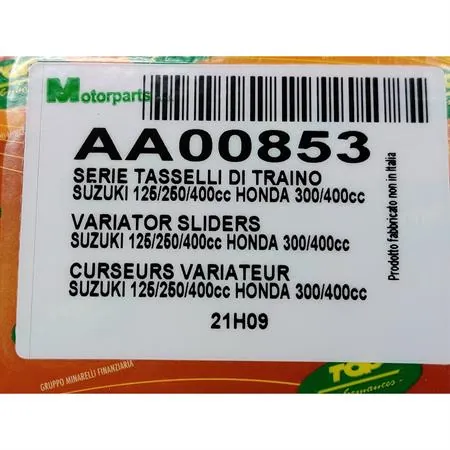 Motorparts
AA00853
SERIE TASSELLI DI TRAINO
SUZUKI 125/250/400cc HONDA 300/400cc
VARIATOR SLIDERS
SUZUKI 125/250/400cc HONDA 300/400cc
CURSEURS VARIATEUR
SUZUKI 125/250/400cc HONDA 300/400cc
21H09
Prodotto fabbricato non in Italia
GRUPPO MINARELLI FINANZIARIA
TOP